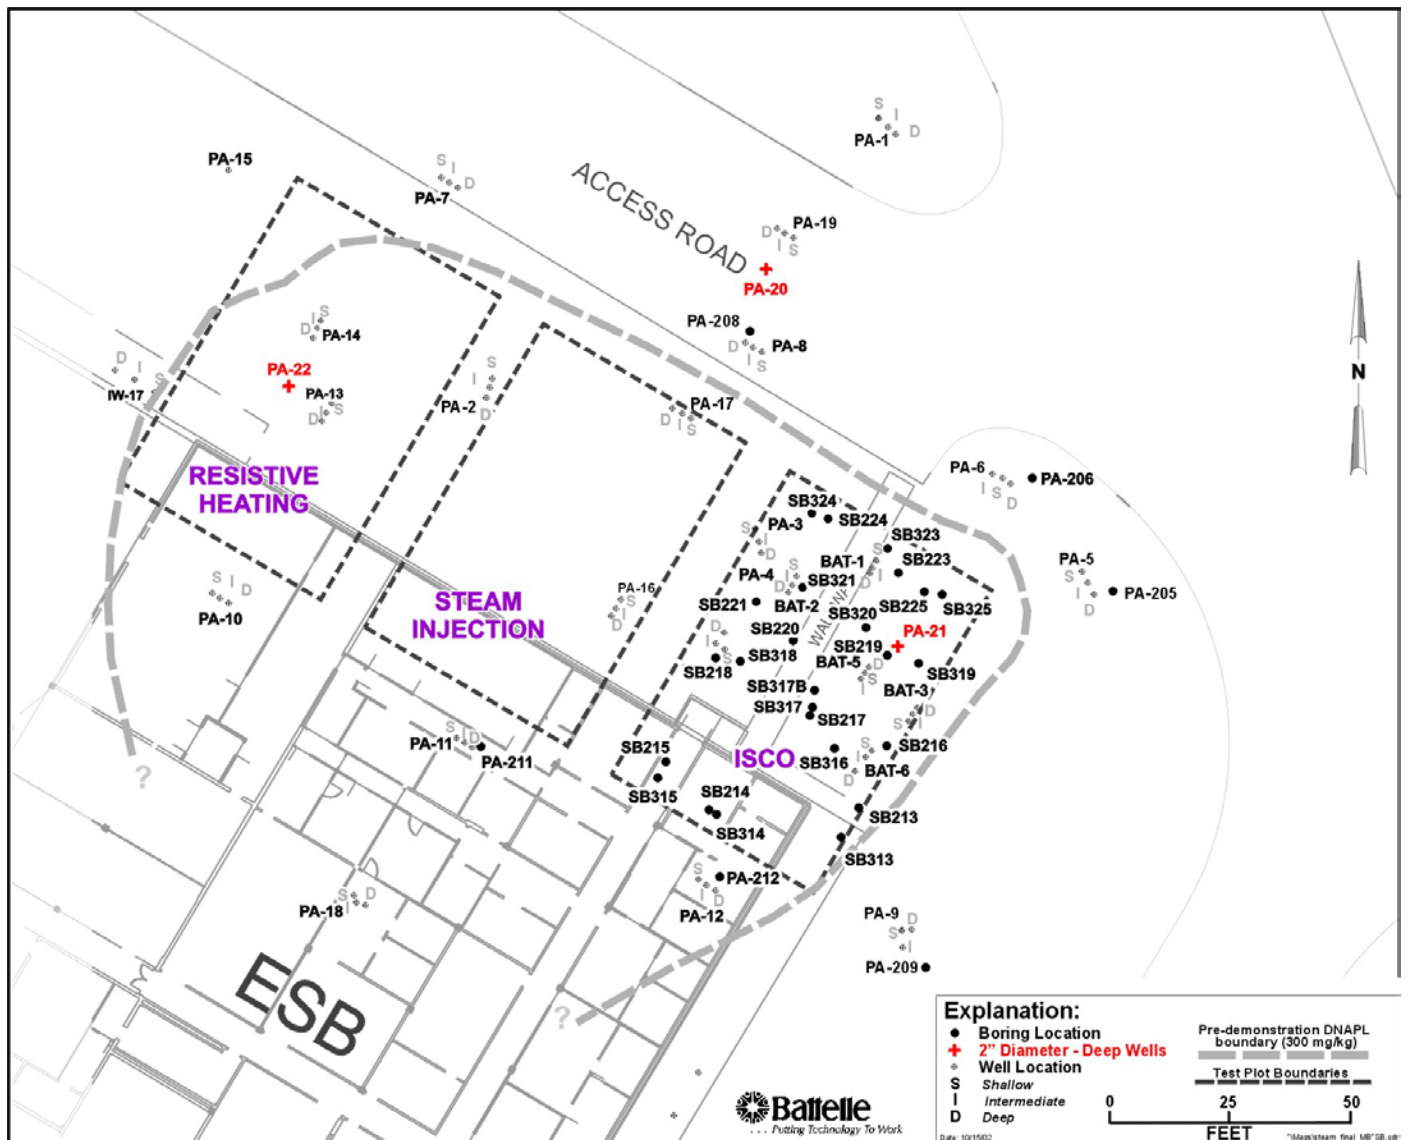 S
I
D
PA-1
PA-15
S
I
D
PA-7
ACCESS ROAD
D
I
S
PA-19
PA-20
PA-208
D
I
S
PA-8
S
I
D
PA-14
D
I
S
IW-17
PA-22
PA-13
S
I
D
S
I
D
PA-2
PA-17
D
I
S
N
PA-6
I
S
D
PA-206
RESISTIVE
HEATING
SB324
PA-3
SB224
S
I
D
SB323
SB223
BAT-1
S
I
D
PA-5
S
I
D
PA-205
PA-4
S
I
D
SB321
BAT-2
SB221
SB225
SB325
SB320
PA-21
S
I
D
PA-10
STEAM
INJECTION
PA-16
S
I
D
SB220
SB219
D
I
S
SB218
SB318
BAT-5
D
I
S
SB319
BAT-3
D
I
S
SB317B
SB317
SB217
S
I
D
PA-11
PA-211
SB215
ISCO
SB316
S
I
D
BAT-6
SB216
?
SB315
SB214
SB314
SB213
SB313
S
I
D
PA-212
PA-12
S
I
D
PA-18
PA-9
D
S
I
PA-209
ESB
?
Explanation:
Boring Location
2" Diameter - Deep Wells
Well Location
S Shallow
I Intermediate
D Deep
Pre-demonstration DNAPL
boundary (300 mg/kg)
Test Plot Boundaries
0 25 50
FEET
Battelle
. . . Putting Technology To Work
Date: 10/15/02